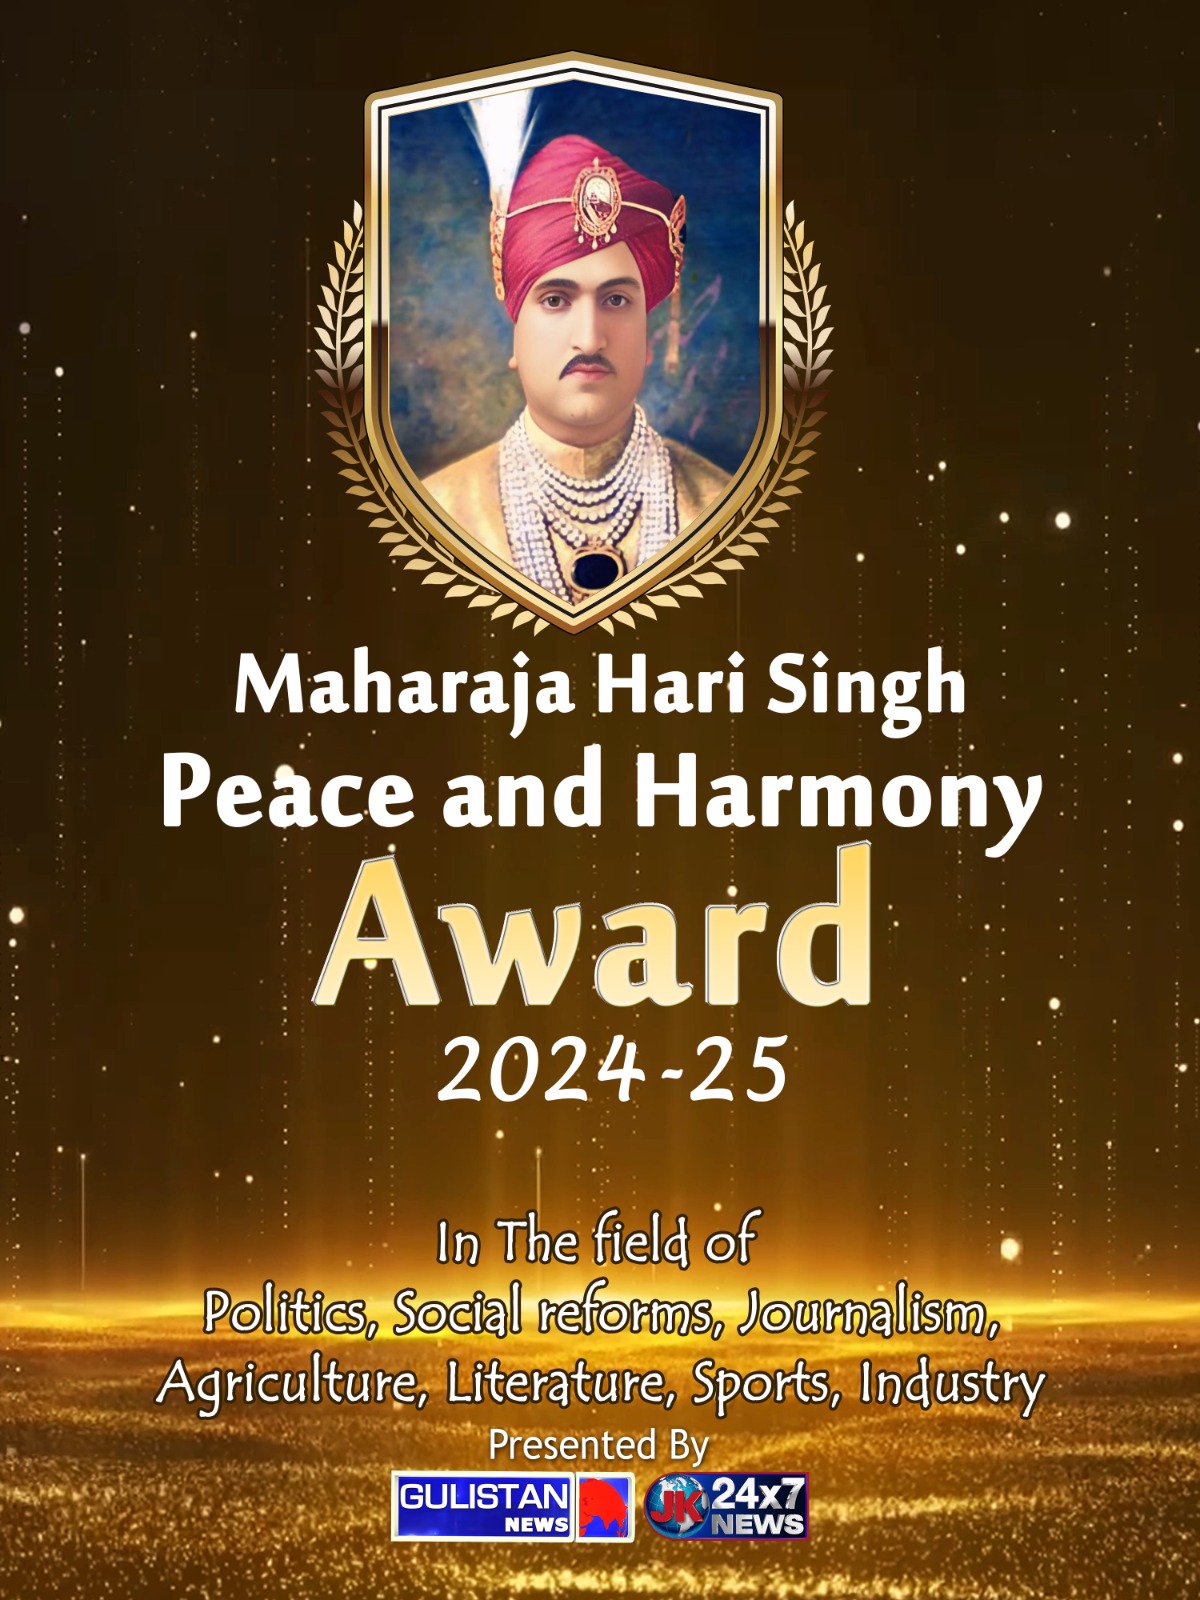 Maharaja Hari Singh
Peace and Harmony
Award
2024-25
In The field of
Politics, Social reforms, Journalism,
Agriculture, Literature, Sports, Industry
Presented By
GULISTAN
NEWS
JK 24x7
NEWS